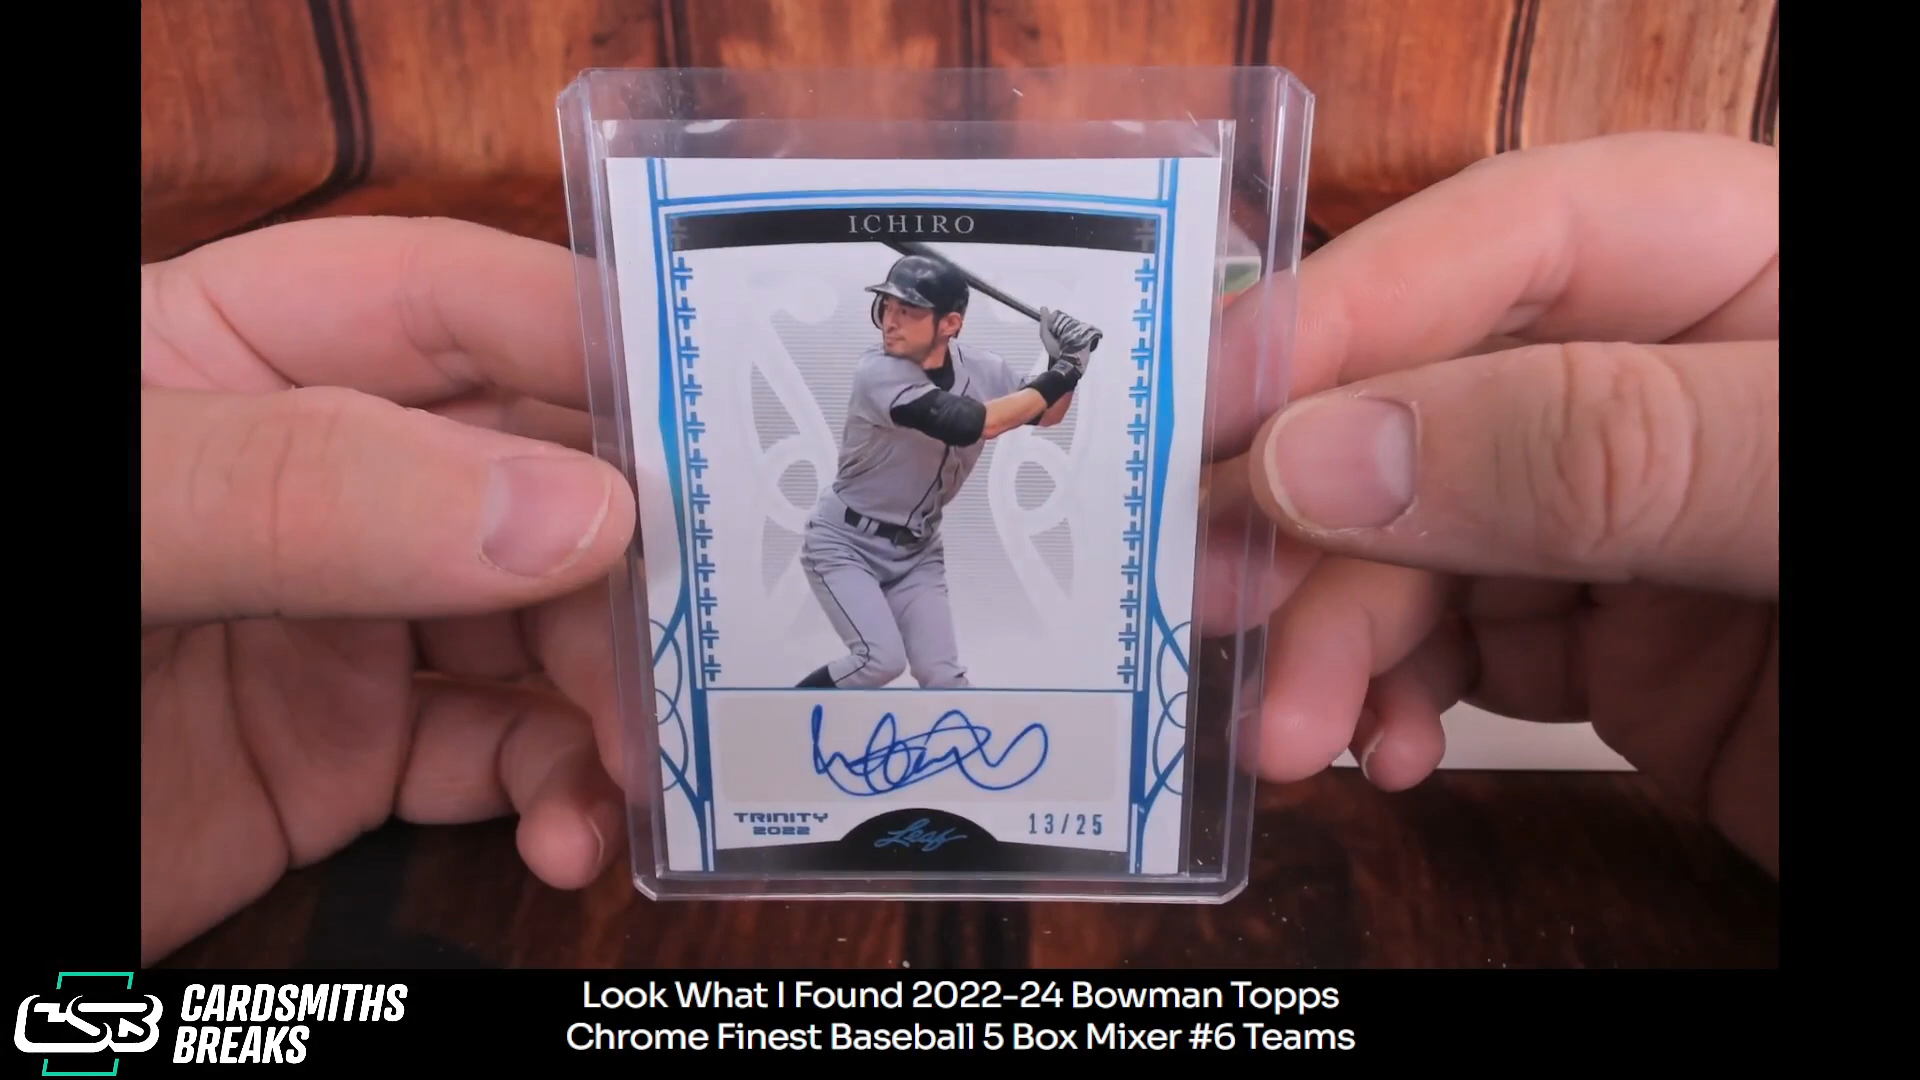 ICHIRO
TRINITY
2022
Leaf
13/25
CSB
CARDSMITHS
BREAKS
Look What I Found 2022-24 Bowman Topps
Chrome Finest Baseball 5 Box Mixer #6 Teams